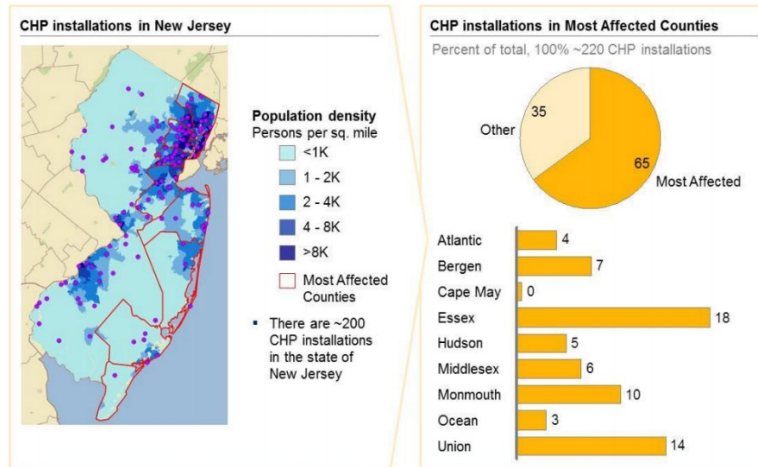 CHP installations in New Jersey
Population density
Persons per sq. mile
<1K
1 - 2K
2 - 4K
4 - 8K
>8K
Most Affected
Counties
▪ There are ~200
CHP installations
in the state of
New Jersey
CHP installations in Most Affected Counties
Percent of total, 100% ~220 CHP installations
35
Other
65
Most Affected
Atlantic 4
Bergen 7
Cape May 0
Essex 18
Hudson 5
Middlesex 6
Monmouth 10
Ocean 3
Union 14